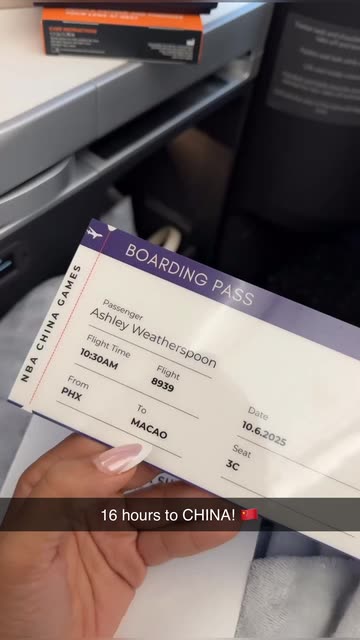 BOARDING PASS
NBA CHINA GAMES
Passenger
Ashley Weatherspoon
Flight Time
10:30AM
Flight
8939
Date
10.6.2025
From
PHX
To
MACAO
Seat
3C
16 hours to CHINA! 🇨🇳